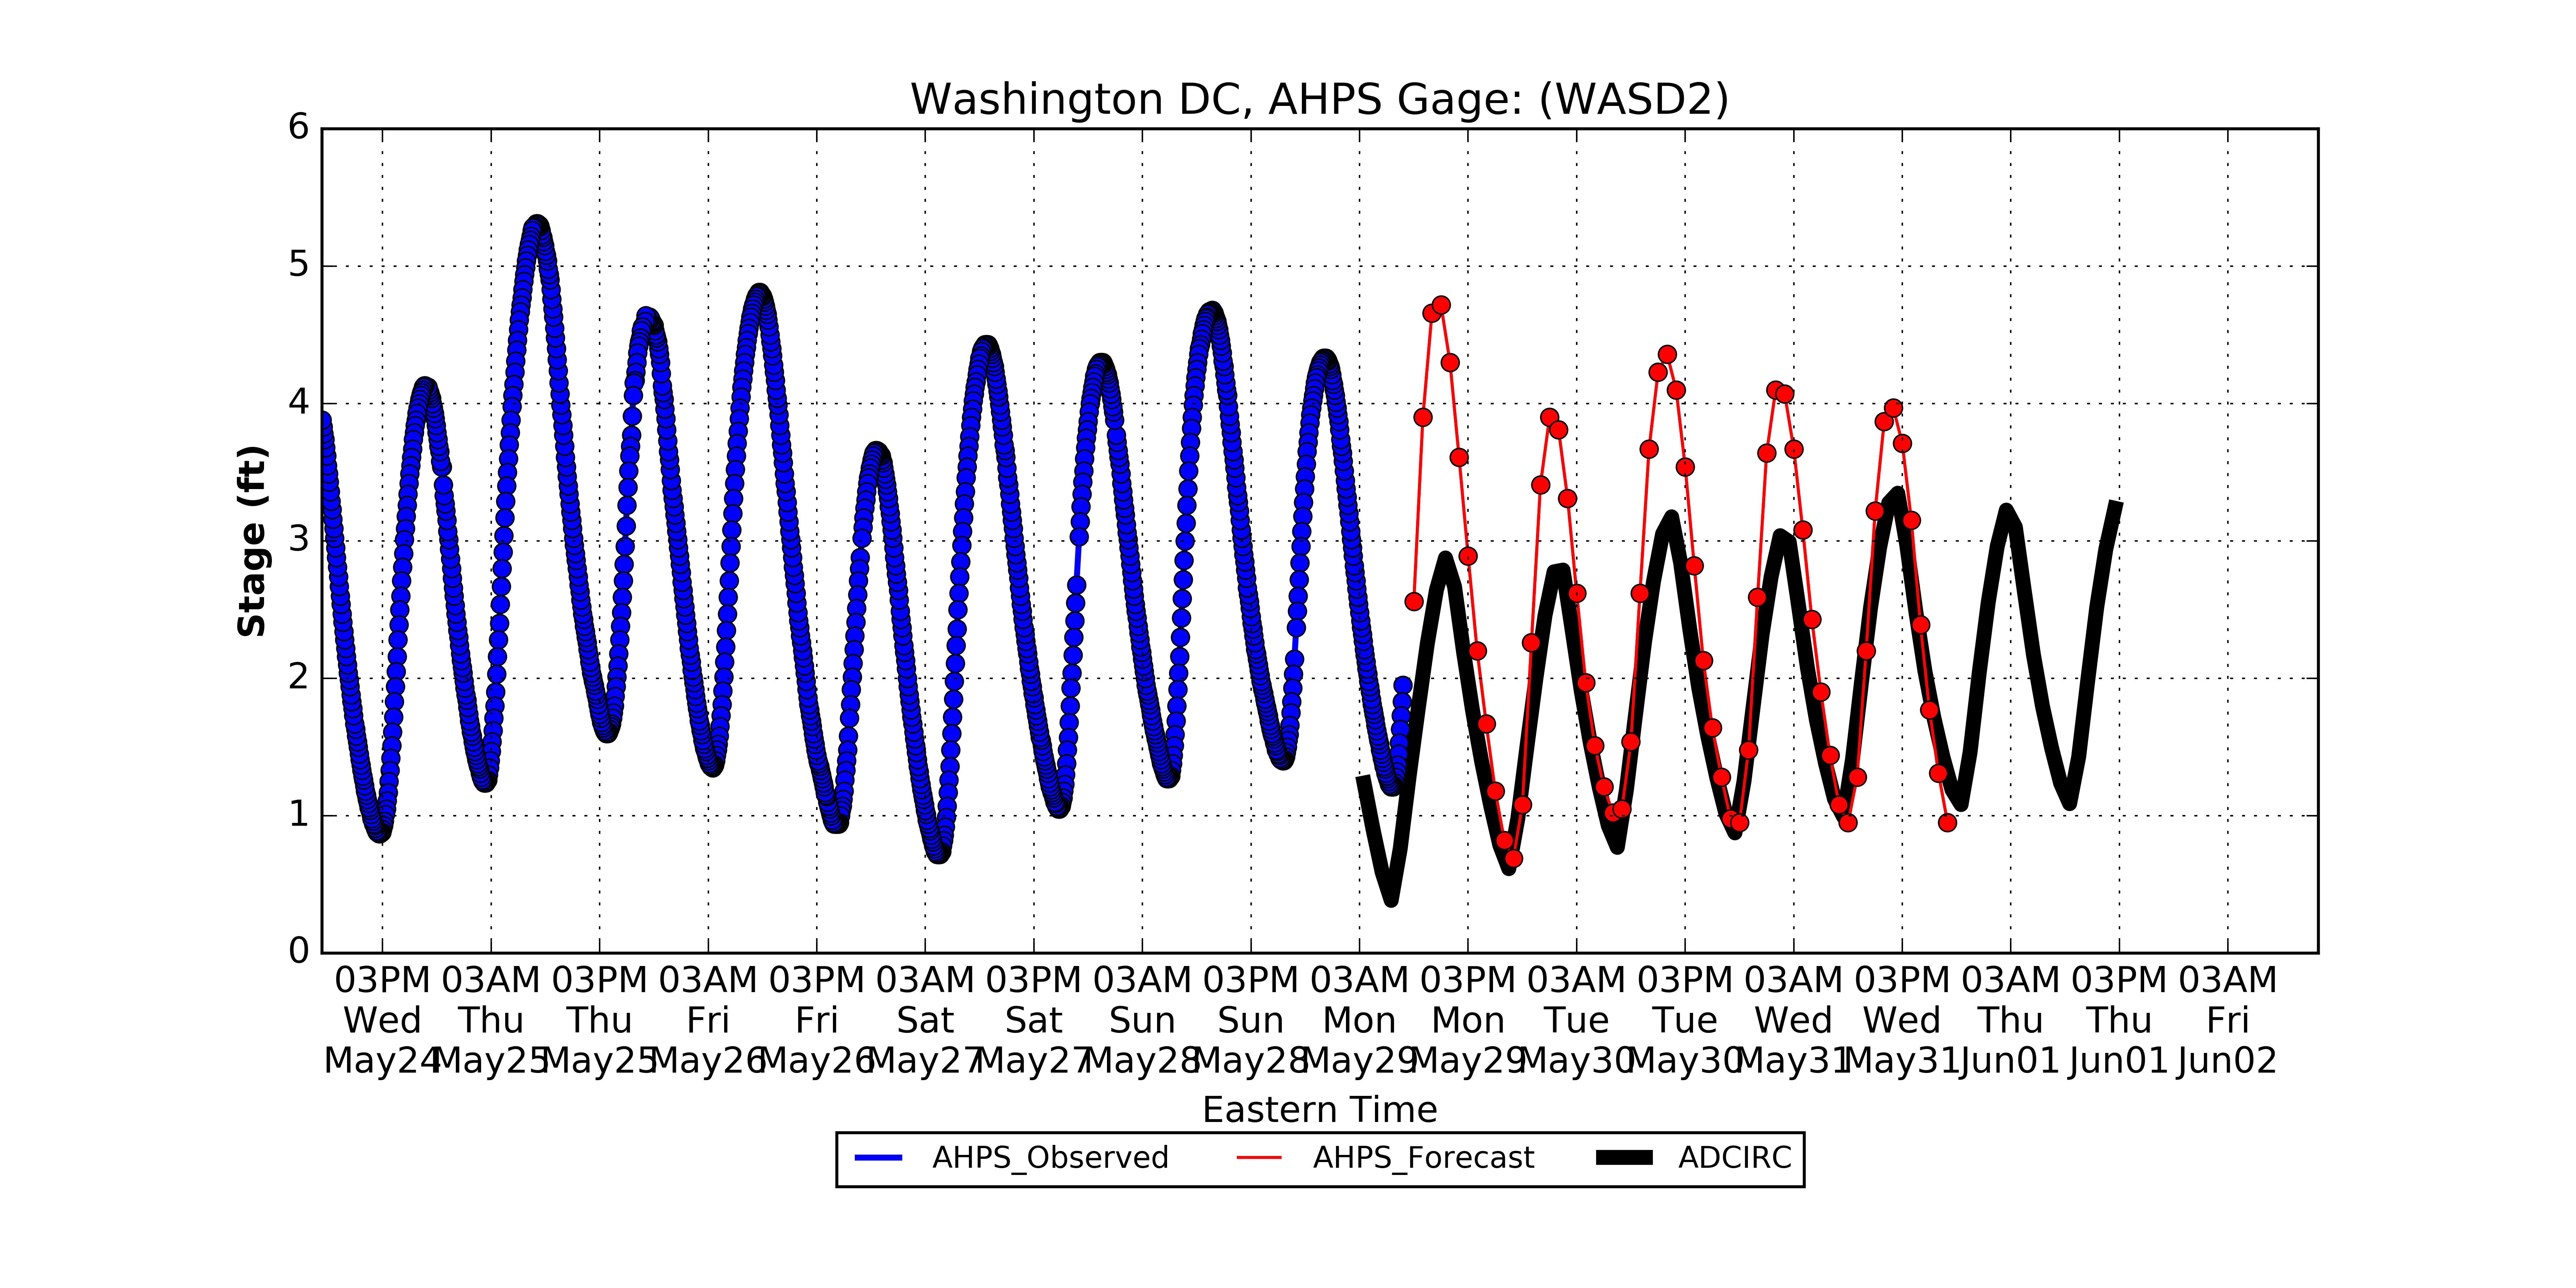 Washington DC, AHPS Gage: (WASD2)
6
5
4
3
2
1
0
Stage (ft)
03PM 03AM 03PM 03AM 03PM 03AM 03PM 03AM 03PM 03AM 03PM 03AM 03PM 03AM 03PM 03AM 03PM 03AM
Wed Thu Thu Fri Fri Sat Sat Sun Sun Mon Mon Tue Tue Wed Wed Thu Thu Fri
May24 May25 May25 May26 May26 May27 May27 May28 May28 May29 May29 May30 May30 May31 May31 Jun01 Jun01 Jun02
Eastern Time
AHPS_Observed AHPS_Forecast ADCIRC